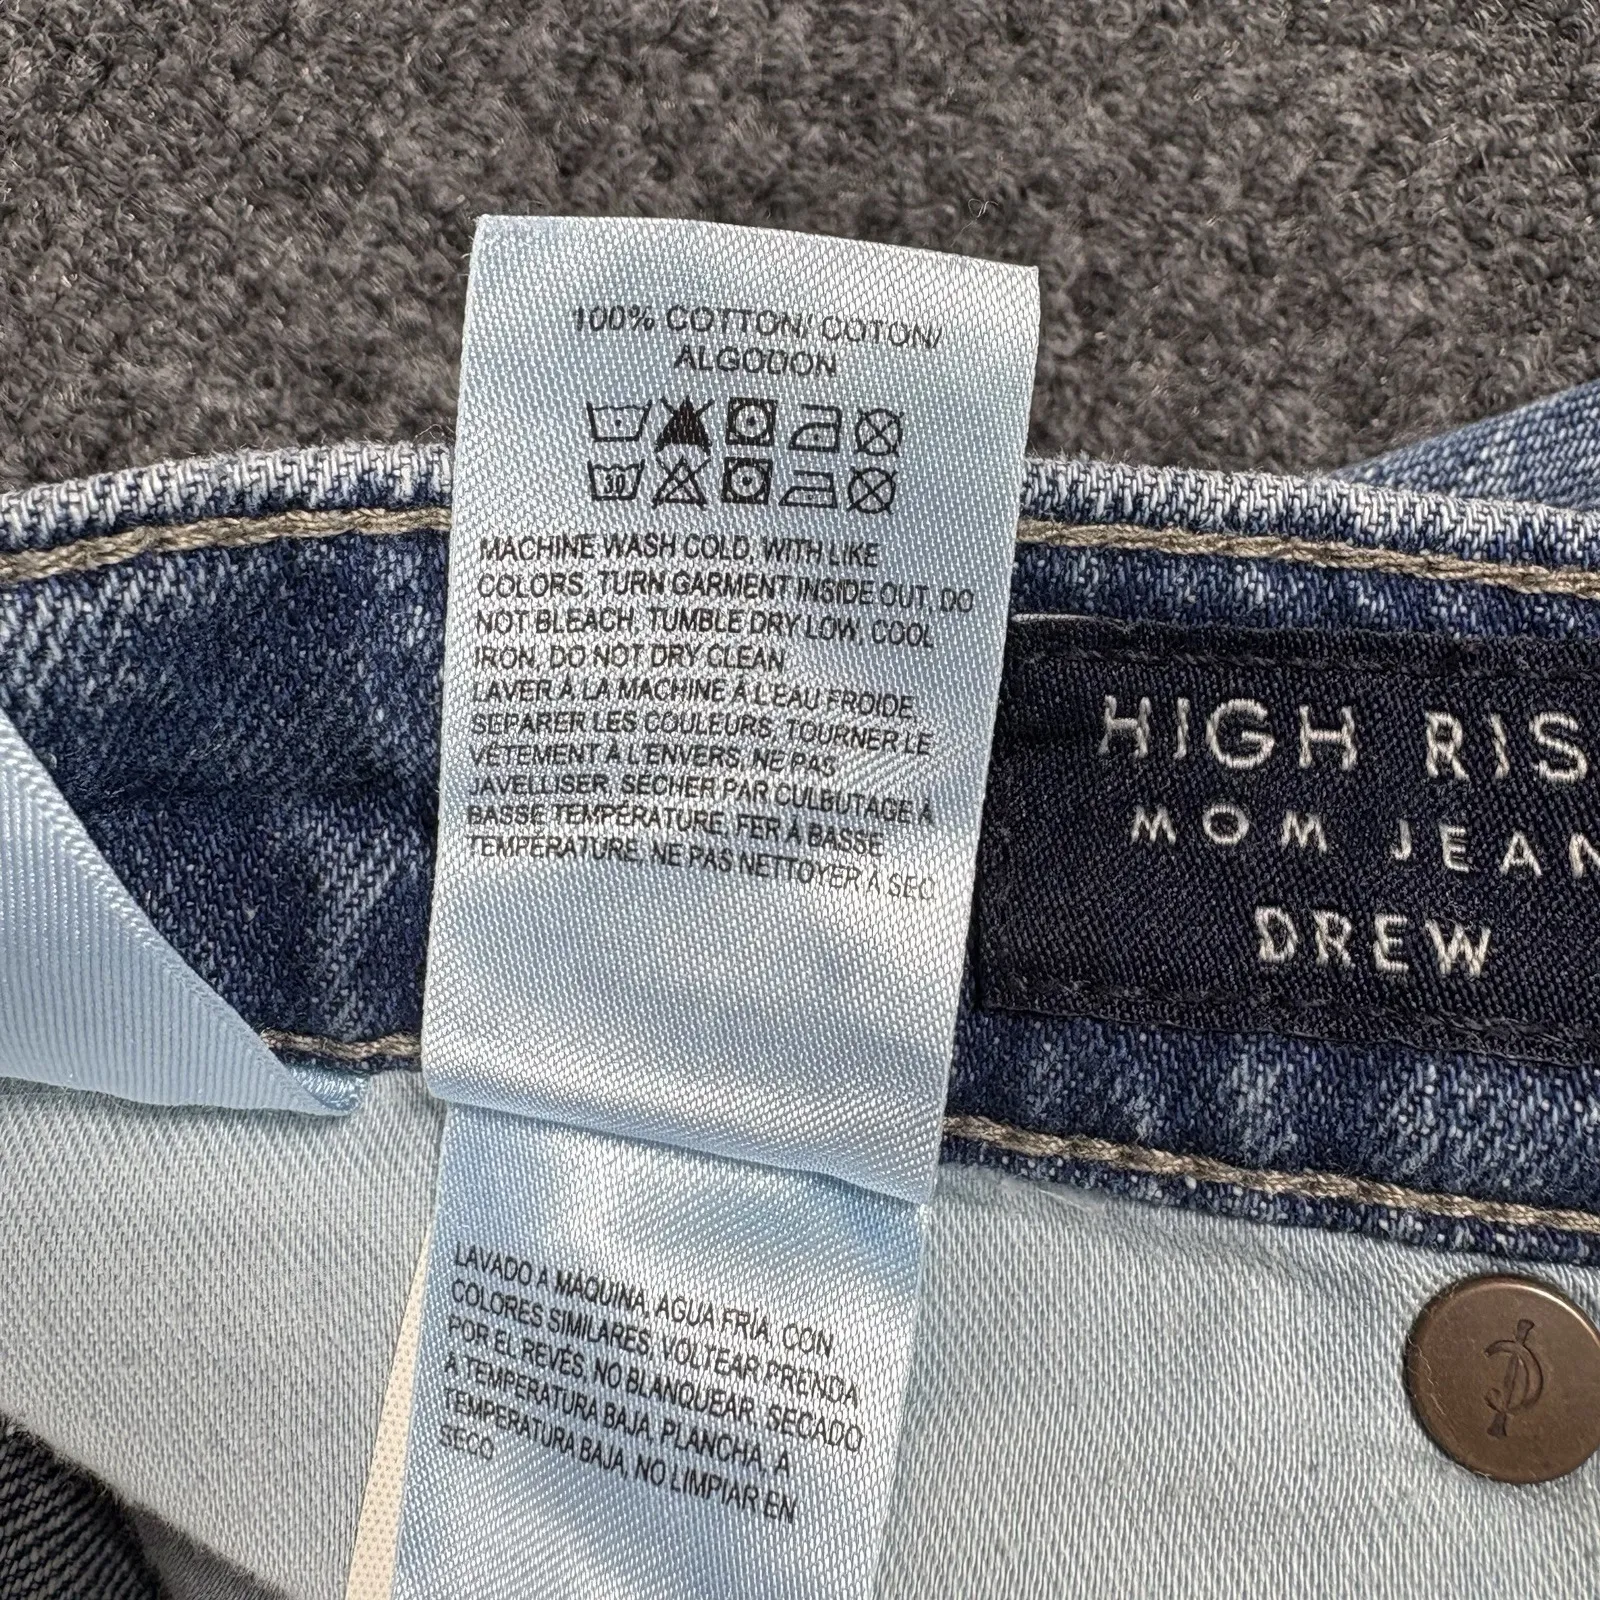 100% COTTON/ COTON/
ALGODON
30
MACHINE WASH COLD, WITH LIKE
COLORS, TURN GARMENT INSIDE OUT, DO
NOT BLEACH, TUMBLE DRY LOW, COOL
IRON, DO NOT DRY CLEAN
LAVER À LA MACHINE À L'EAU FROIDE,
SEPARER LES COULEURS, TOURNER LE
VÊTEMENT À L'ENVERS, NE PAS
JAVELLISER, SÉCHER PAR CULBUTAGE À
BASSE TEMPÉRATURE, FER À BASSE
TEMPÉRATURE, NE PAS NETTOYER À SEC
LAVADO A MÁQUINA, AGUA FRÍA, CON
COLORES SIMILARES, VOLTEAR PRENDA
POR EL REVÉS, NO BLANQUEAR, SECADO
A TEMPERATURA BAJA, PLANCHA, A
TEMPERATURA BAJA, NO LIMPIAR EN
SECO
HIGH RIS
MOM JEAN
DREW